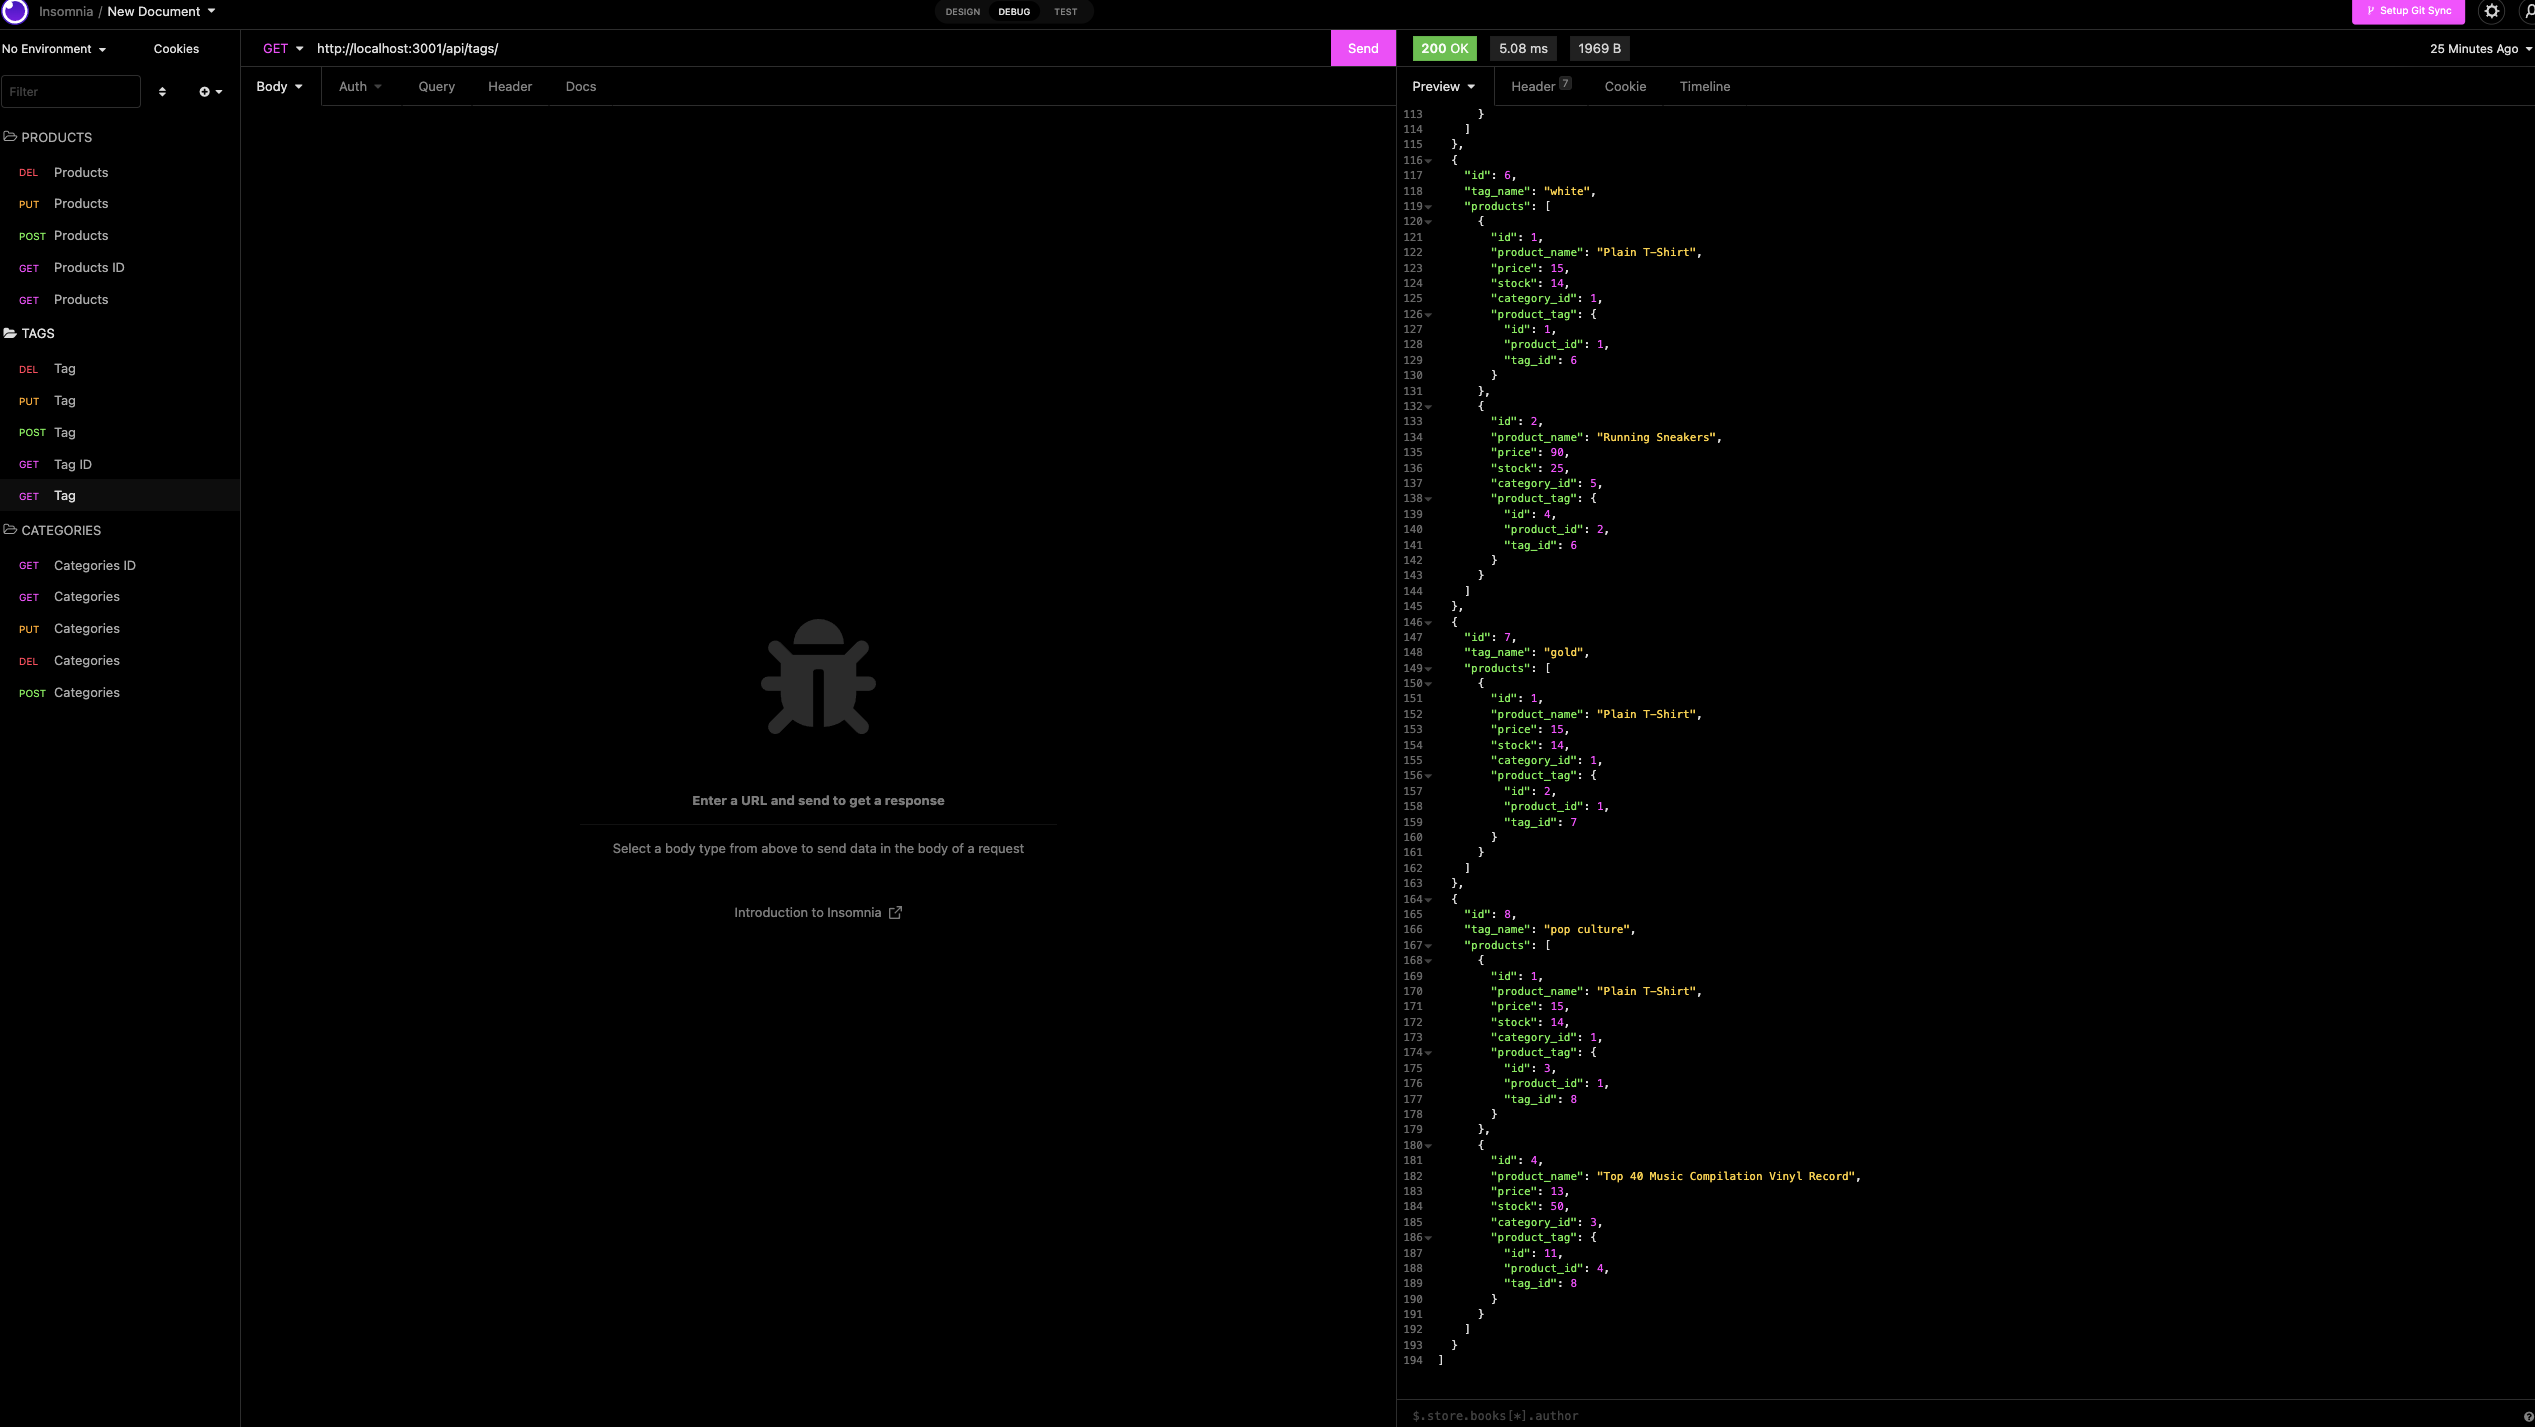 Insomnia / New Document
DESIGN DEBUG TEST
Setup Git Sync
No Environment Cookies
GET http://localhost:3001/api/tags/ Send
200 OK 5.08 ms 1969 B 25 Minutes Ago
Filter
Body Auth Query Header Docs
Preview Header 7 Cookie Timeline
PRODUCTS
DEL Products
PUT Products
POST Products
GET Products ID
GET Products
TAGS
DEL Tag
PUT Tag
POST Tag
GET Tag ID
GET Tag
CATEGORIES
GET Categories ID
GET Categories
PUT Categories
DEL Categories
POST Categories
Enter a URL and send to get a response
Select a body type from above to send data in the body of a request
Introduction to Insomnia
113 }
114 ]
115 },
116 {
117 "id": 6,
118 "tag_name": "white",
119 "products": [
120 {
121 "id": 1,
122 "product_name": "Plain T-Shirt",
123 "price": 15,
124 "stock": 14,
125 "category_id": 1,
126 "product_tag": {
127 "id": 1,
128 "product_id": 1,
129 "tag_id": 6
130 }
131 },
132 {
133 "id": 2,
134 "product_name": "Running Sneakers",
135 "price": 90,
136 "stock": 25,
137 "category_id": 5,
138 "product_tag": {
139 "id": 4,
140 "product_id": 2,
141 "tag_id": 6
142 }
143 }
144 ]
145 },
146 {
147 "id": 7,
148 "tag_name": "gold",
149 "products": [
150 {
151 "id": 1,
152 "product_name": "Plain T-Shirt",
153 "price": 15,
154 "stock": 14,
155 "category_id": 1,
156 "product_tag": {
157 "id": 2,
158 "product_id": 1,
159 "tag_id": 7
160 }
161 }
162 ]
163 },
164 {
165 "id": 8,
166 "tag_name": "pop culture",
167 "products": [
168 {
169 "id": 1,
170 "product_name": "Plain T-Shirt",
171 "price": 15,
172 "stock": 14,
173 "category_id": 1,
174 "product_tag": {
175 "id": 3,
176 "product_id": 1,
177 "tag_id": 8
178 }
179 },
180 {
181 "id": 4,
182 "product_name": "Top 40 Music Compilation Vinyl Record",
183 "price": 13,
184 "stock": 50,
185 "category_id": 3,
186 "product_tag": {
187 "id": 11,
188 "product_id": 4,
189 "tag_id": 8
190 }
191 }
192 ]
193 }
194 ]
$.store.books[*].author